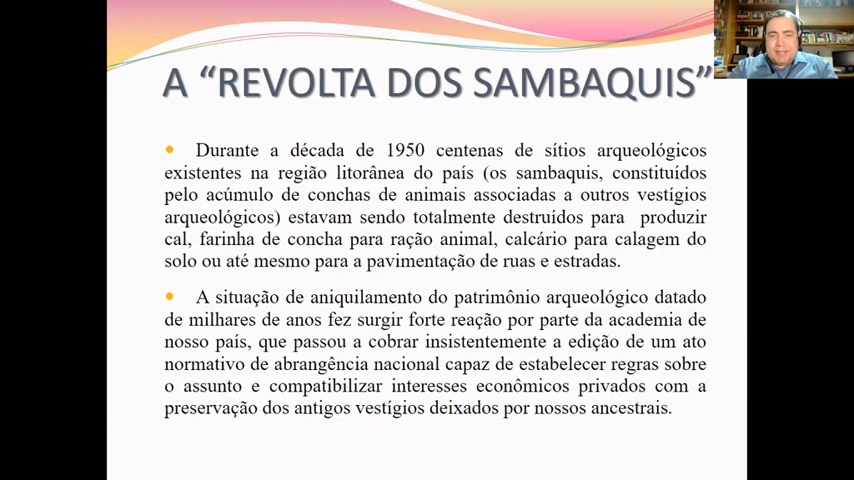 A “REVOLTA DOS SAMBAQUIS”
Durante a década de 1950 centenas de sítios arqueológicos
existentes na região litorânea do país (os sambaquis, constituídos
pelo acúmulo de conchas de animais associadas a outros vestígios
arqueológicos) estavam sendo totalmente destruídos para produzir
cal, farinha de concha para ração animal, calcário para calagem do
solo ou até mesmo para a pavimentação de ruas e estradas.
A situação de aniquilamento do patrimônio arqueológico datado
de milhares de anos fez surgir forte reação por parte da academia de
nosso país, que passou a cobrar insistentemente a edição de um ato
normativo de abrangência nacional capaz de estabelecer regras sobre
o assunto e compatibilizar interesses econômicos privados com a
preservação dos antigos vestígios deixados por nossos ancestrais.